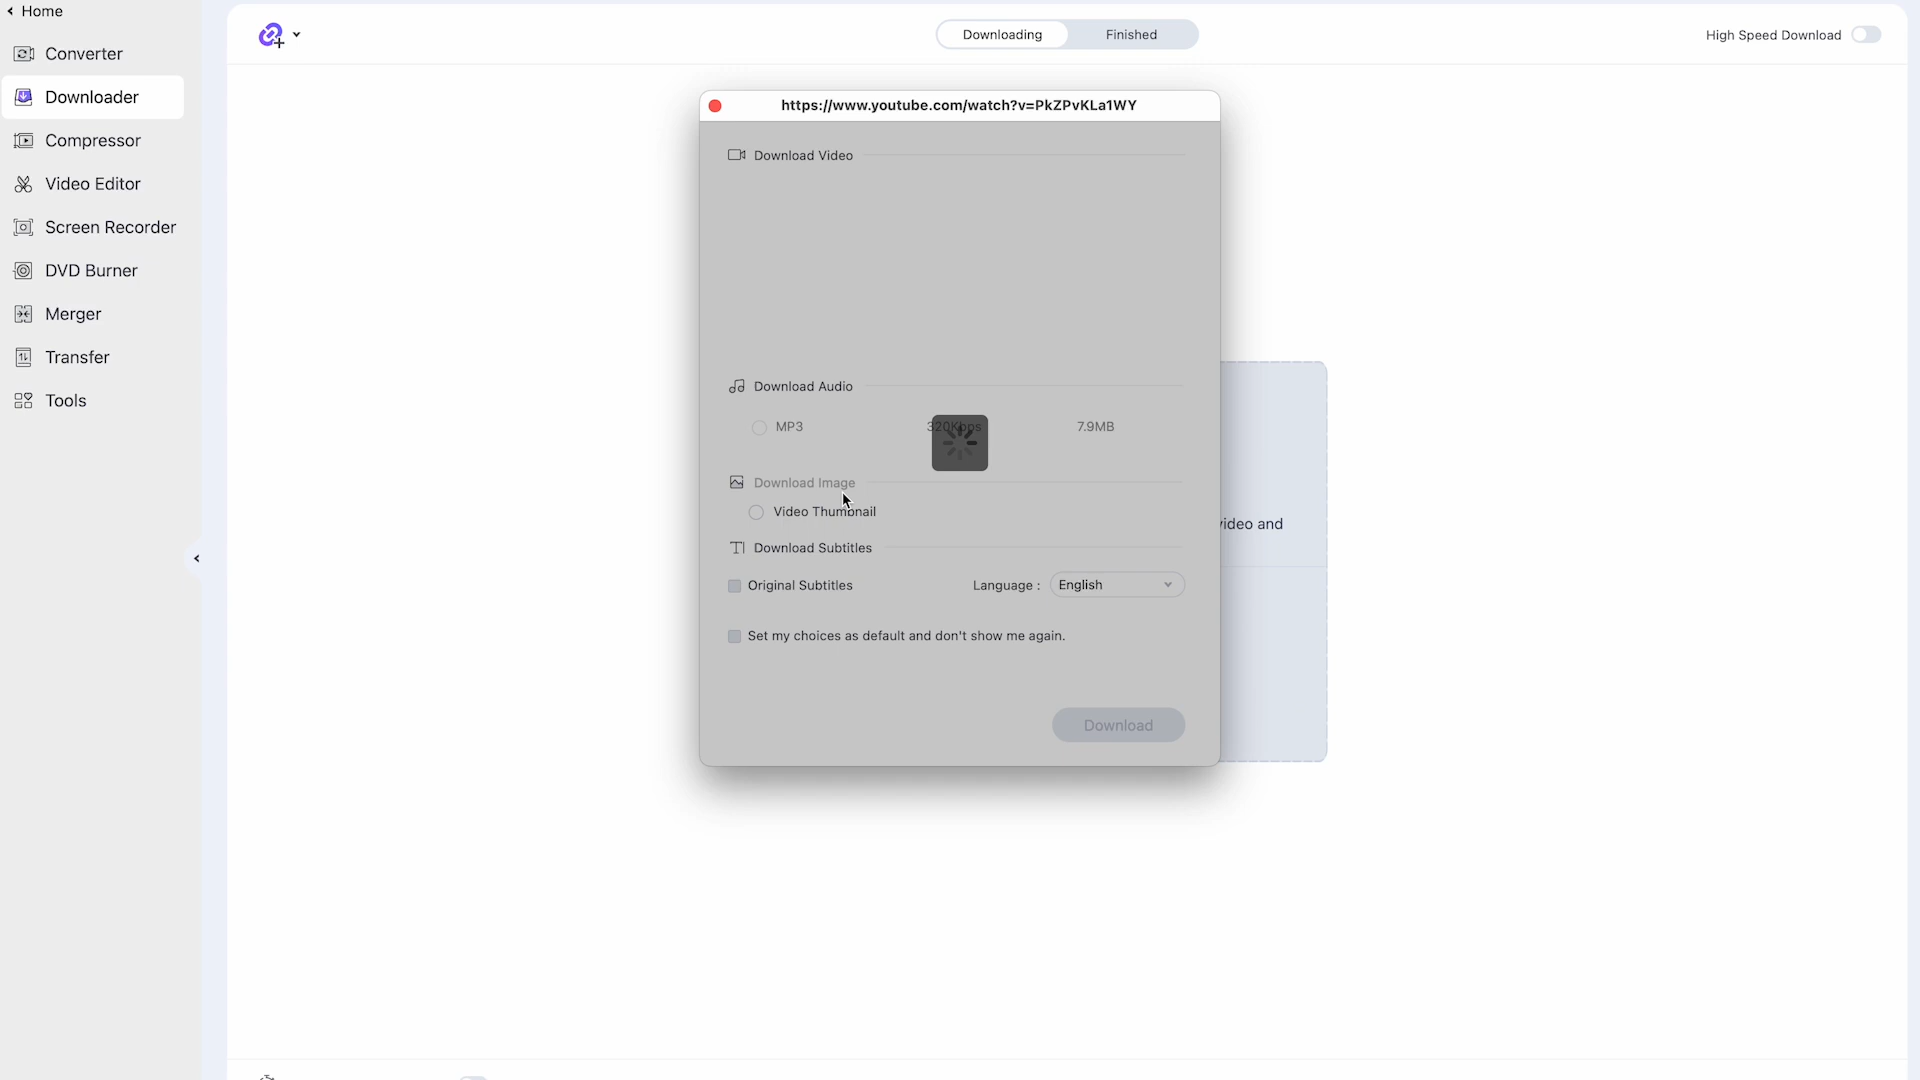 Home
Converter
Downloader
Compressor
Video Editor
Screen Recorder
DVD Burner
Merger
Transfer
Tools
Downloading
Finished
High Speed Download
https://www.youtube.com/watch?v=PkZPvKLa1WY
Download Video
Download Audio
MP3 320Kbps 7.9MB
Download Image
Video Thumbnail
video and
Download Subtitles
Original Subtitles Language : English
Set my choices as default and don't show me again.
Download